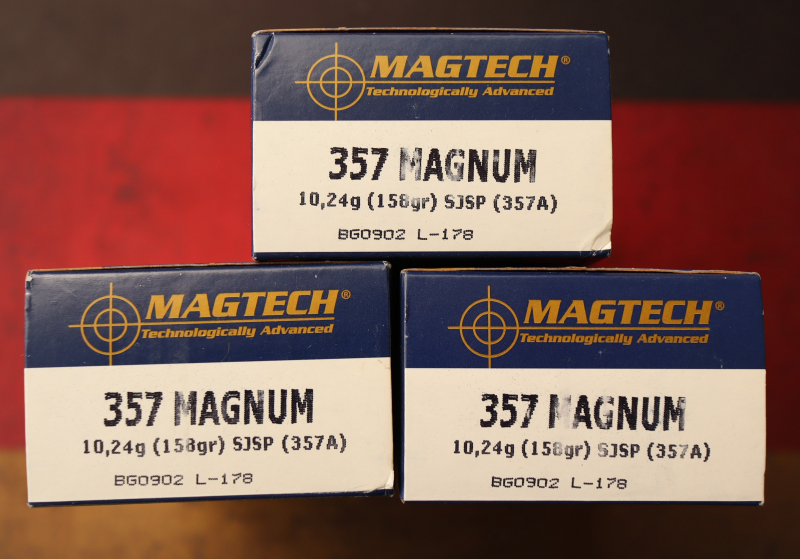 MAGTECH®
Technologically Advanced
357 MAGNUM
10,24g (158gr) SJSP (357A)
BG0902 L-178
MAGTECH®
Technologically Advanced
357 MAGNUM
10,24g (158gr) SJSP (357A)
BG0902 L-178
MAGTECH®
Technologically Advanced
357 MAGNUM
10,24g (158gr) SJSP (357A)
BG0902 L-178